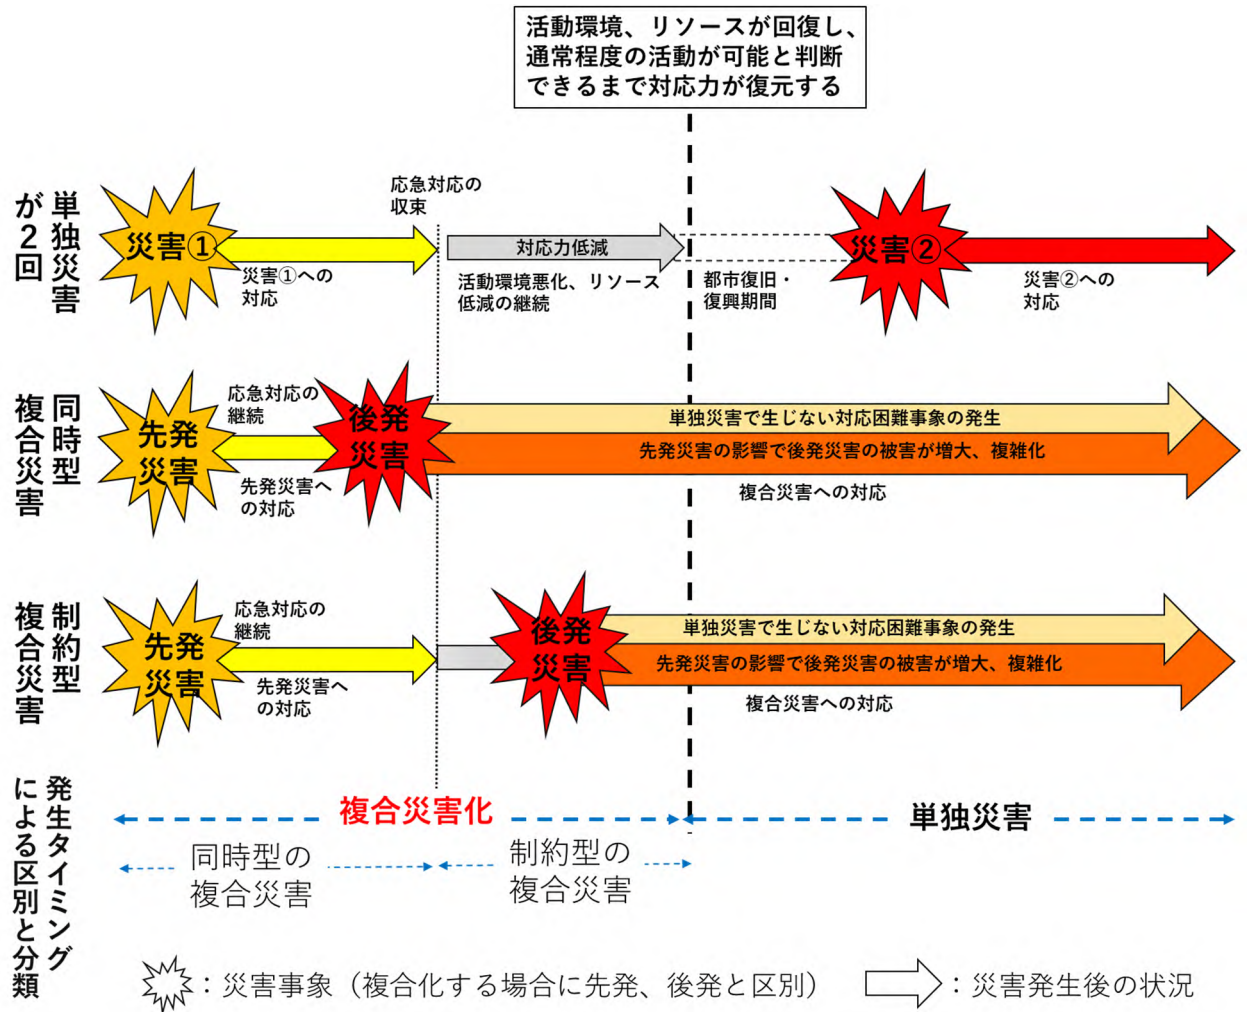 活動環境、リソースが回復し、
通常程度の活動が可能と判断
できるまで対応力が復元する
単独災害
が2回
災害①
災害①への
対応
応急対応の
収束
対応力低減
活動環境悪化、リソース
低減の継続
都市復旧・
復興期間
災害②
災害②への
対応
同時型
複合災害
先発
災害
応急対応の
継続
先発災害へ
の対応
後発
災害
単独災害で生じない対応困難事象の発生
先発災害の影響で後発災害の被害が増大、複雑化
複合災害への対応
制約型
複合災害
先発
災害
応急対応の
継続
先発災害へ
の対応
後発
災害
単独災害で生じない対応困難事象の発生
先発災害の影響で後発災害の被害が増大、複雑化
複合災害への対応
発生タイミング
による区別と分類
複合災害化
単独災害
同時型の
複合災害
制約型の
複合災害
：災害事象（複合化する場合に先発、後発と区別）
：災害発生後の状況